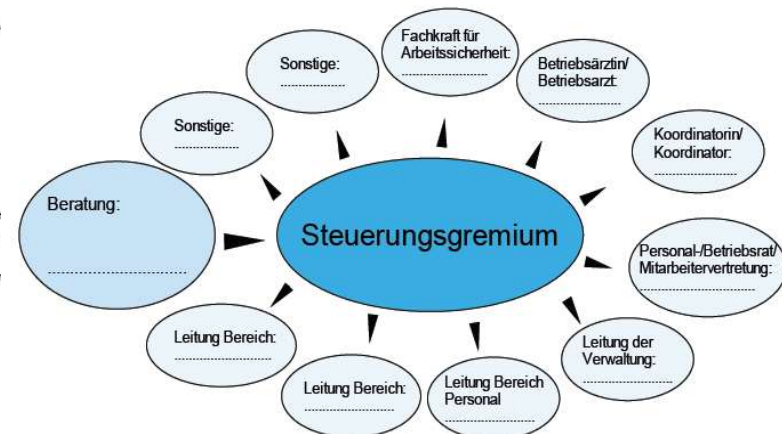 Fachkraft für
Arbeitssicherheit:
Sonstige:
Betriebsärztin/
Betriebsarzt:
Sonstige:
Koordinatorin/
Koordinator:
Beratung:
Steuerungsgremium
Personal-/Betriebsrat/
Mitarbeitervertretung:
Leitung Bereich:
Leitung der
Verwaltung:
Leitung Bereich:
Leitung Bereich
Personal